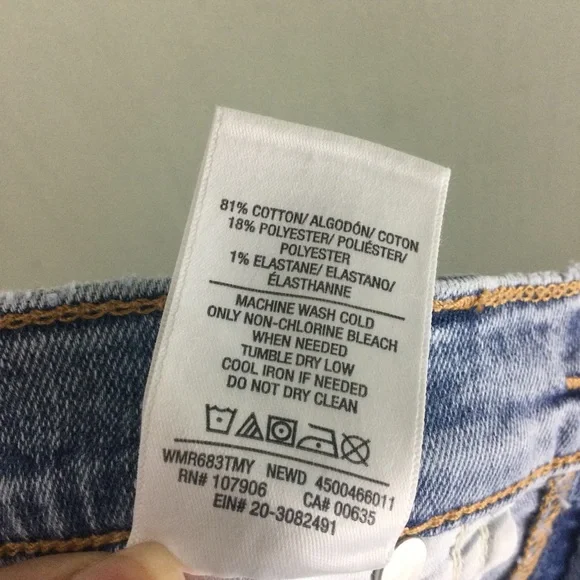 81% COTTON/ ALGODÓN/ COTON
18% POLYESTER/ POLIÉSTER/
POLYESTER
1% ELASTANE/ ELASTANO/
ÉLASTHANNE
MACHINE WASH COLD
ONLY NON-CHLORINE BLEACH
WHEN NEEDED
TUMBLE DRY LOW
COOL IRON IF NEEDED
DO NOT DRY CLEAN
WMR683TMY NEWD 4500466011
RN# 107906 CA# 00635
EIN# 20-3082491